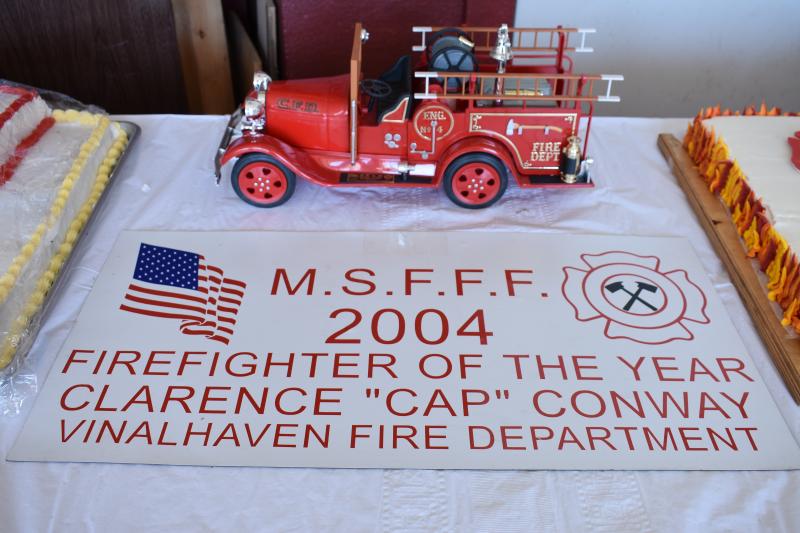 C.F.D.
ENG.
No 4
FIRE
DEPT
M.S.F.F.F.
2004
FIREFIGHTER OF THE YEAR
CLARENCE "CAP" CONWAY
VINALHAVEN FIRE DEPARTMENT